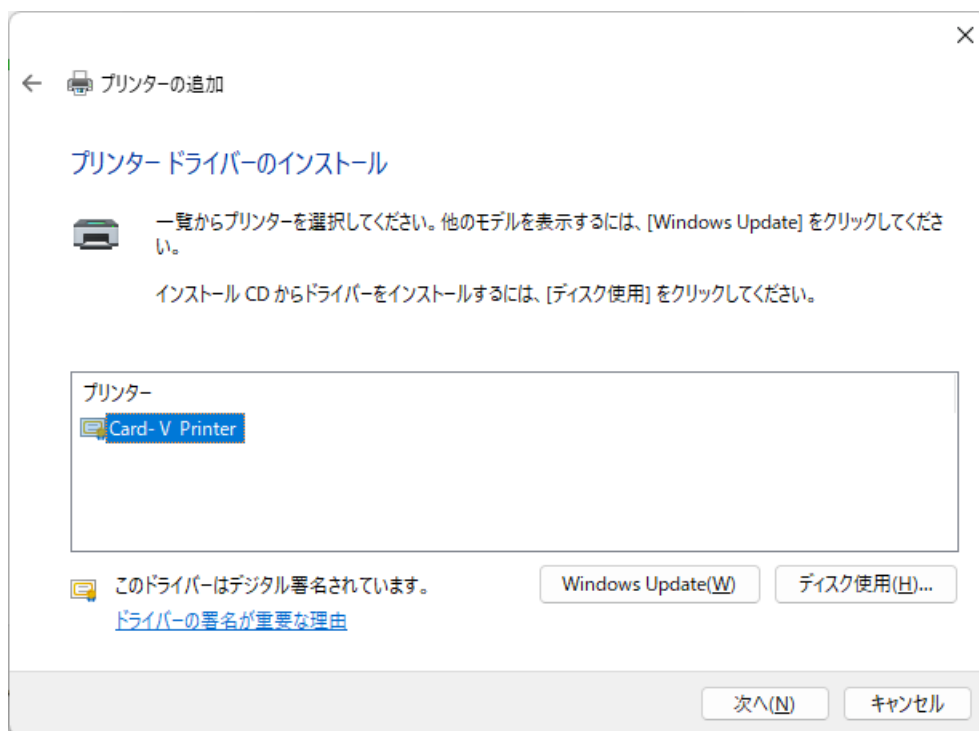 プリンターの追加
プリンター ドライバーのインストール
一覧からプリンターを選択してください。他のモデルを表示するには、[Windows Update] をクリックしてくださ
い。
インストール CD からドライバーをインストールするには、[ディスク使用] をクリックしてください。
プリンター
Card- V Printer
このドライバーはデジタル署名されています。
Windows Update(W)
ディスク使用(H)...
ドライバーの署名が重要な理由
次へ(N)
キャンセル